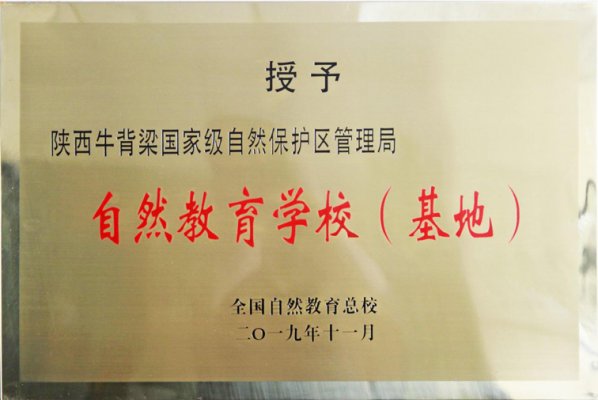 授予
陕西牛背梁国家级自然保护区管理局
自然教育学校（基地）
全国自然教育总校
二〇一九年十一月